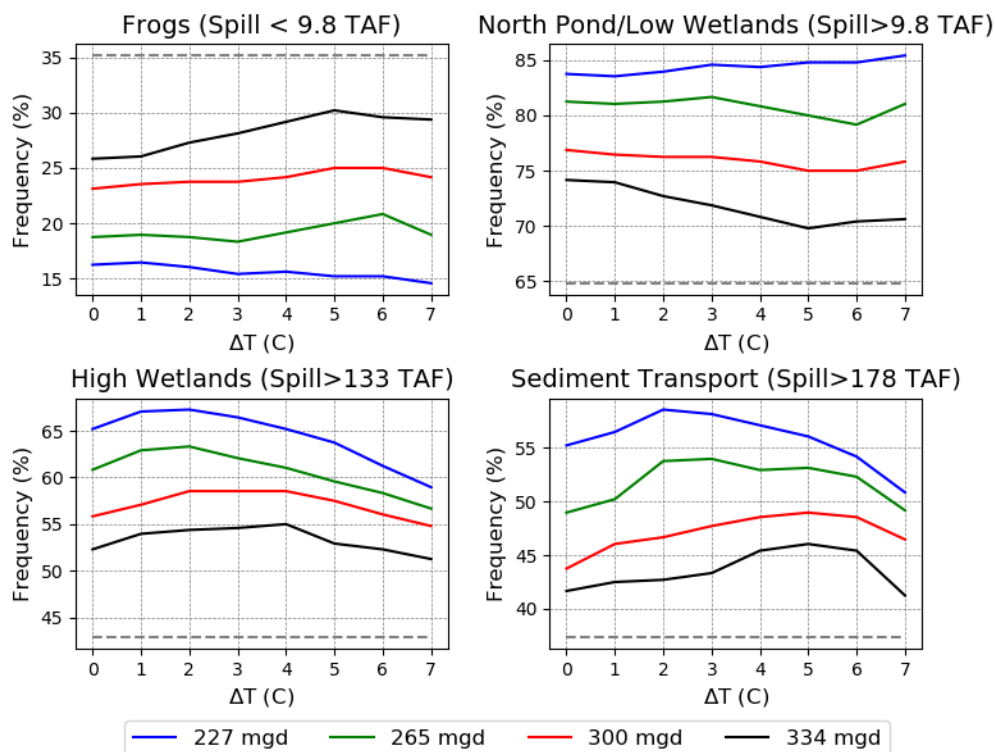 Frogs (Spill < 9.8 TAF)
35
30
25
20
15
Frequency (%)
0 1 2 3 4 5 6 7
ΔT (C)
North Pond/Low Wetlands (Spill>9.8 TAF)
85
80
75
70
65
Frequency (%)
0 1 2 3 4 5 6 7
ΔT (C)
High Wetlands (Spill>133 TAF)
65
60
55
50
45
Frequency (%)
0 1 2 3 4 5 6 7
ΔT (C)
Sediment Transport (Spill>178 TAF)
55
50
45
40
Frequency (%)
0 1 2 3 4 5 6 7
ΔT (C)
227 mgd 265 mgd 300 mgd 334 mgd